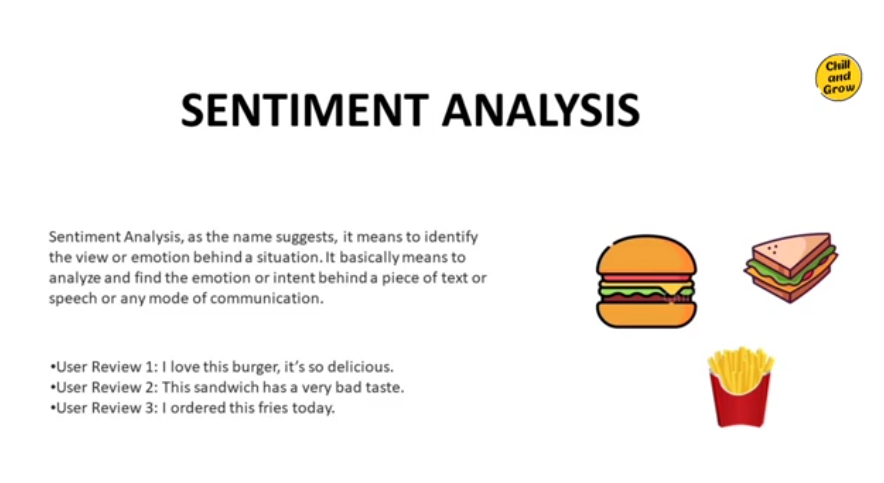 Chill
and
Grow
SENTIMENT ANALYSIS
Sentiment Analysis, as the name suggests, it means to identify
the view or emotion behind a situation. It basically means to
analyze and find the emotion or intent behind a piece of text or
speech or any mode of communication.
•User Review 1: I love this burger, it’s so delicious.
•User Review 2: This sandwich has a very bad taste.
•User Review 3: I ordered this fries today.